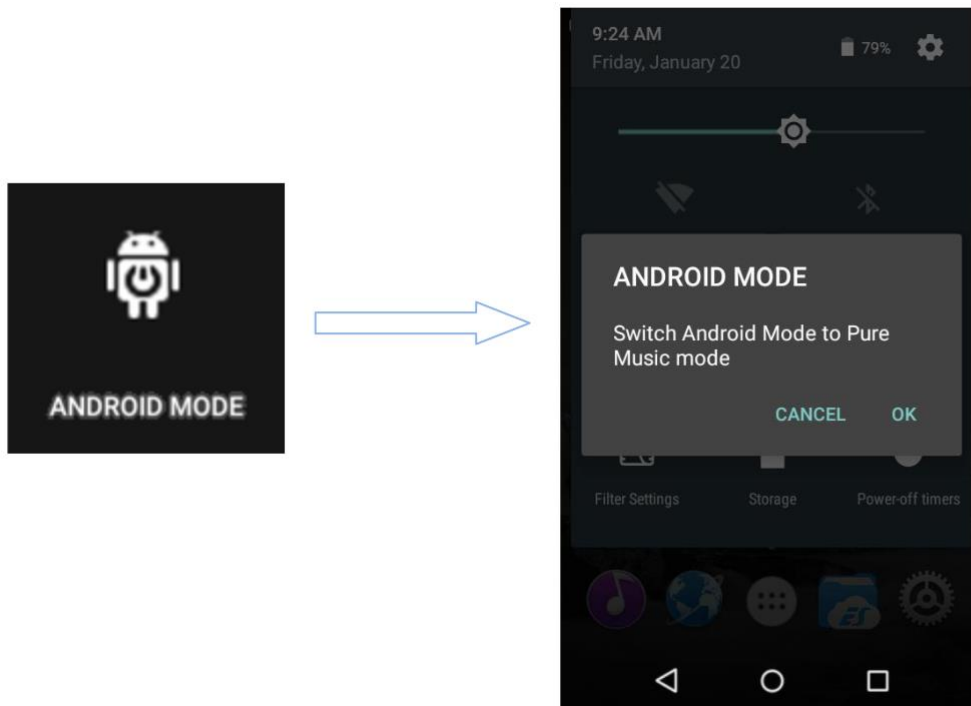 ANDROID MODE
9:24 AM
79%
Friday, January 20
ANDROID MODE
Switch Android Mode to Pure
Music mode
CANCEL OK
Filter Settings Storage Power-off timers
ES